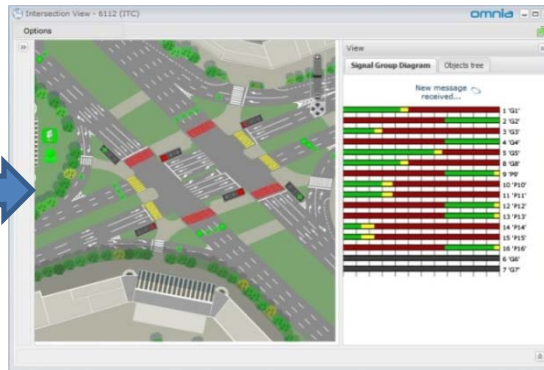 Intersection View - 6112 (ITC)
omnia
Options
View
Signal Group Diagram
Objects tree
New message
received...
1 'G1'
2 'G2'
3 'G3'
4 'G4'
5 'G5'
8 'G8'
9 'P9'
10 'P10'
11 'P11'
12 'P12'
13 'P13'
14 'P14'
15 'P15'
16 'P16'
6 'G6'
7 'G7'